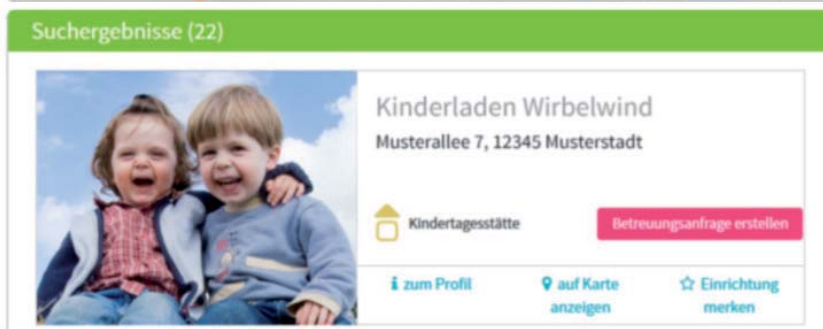 Suchergebnisse (22)
Kinderladen Wirbelwind
Musterallee 7, 12345 Musterstadt
Kindertagesstätte
Betreuungsanfrage erstellen
zum Profil
auf Karte
anzeigen
Einrichtung
merken